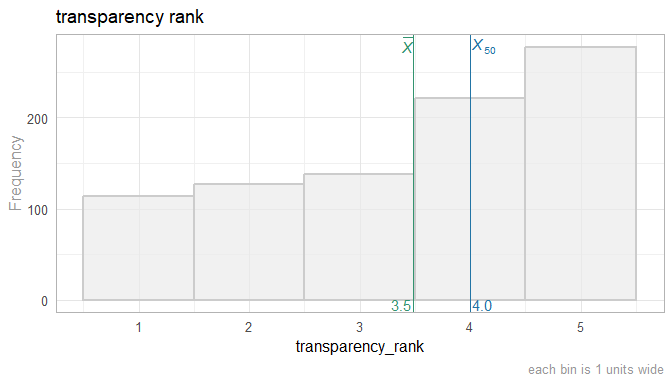 transparency rank
X̅ X₅₀
Frequency
200
100
0
3.5 4.0
1 2 3 4 5
transparency_rank
each bin is 1 units wide